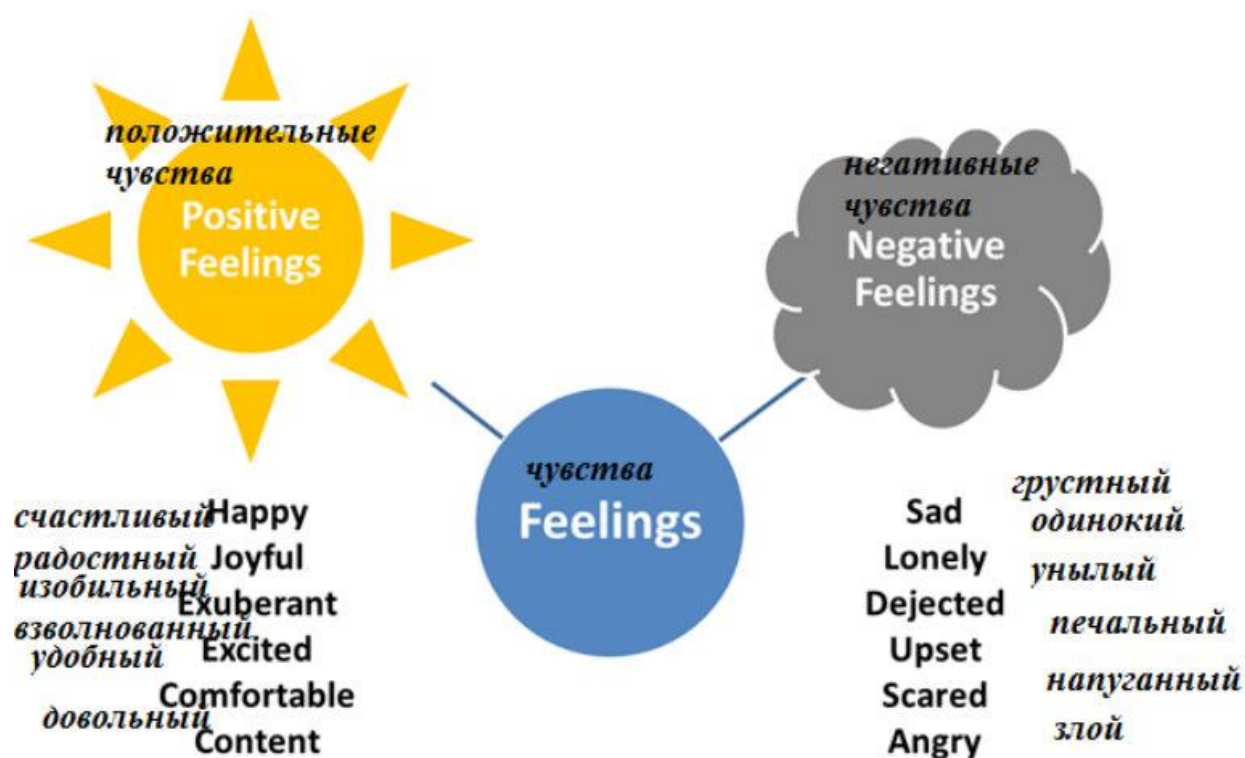 положительные
чувства
Positive
Feelings
негативные
чувства
Negative
Feelings
чувства
Feelings
счастливый Happy
радостный Joyful
изобильный Exuberant
взволнованный Excited
удобный Comfortable
довольный Content
Sad грустный
Lonely одинокий
Dejected унылый
Upset печальный
Scared напуганный
Angry злой